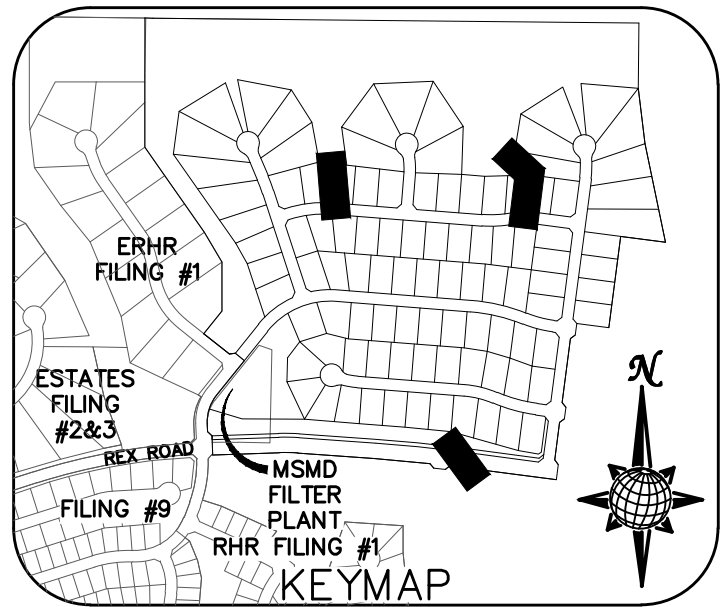 ERHR
FILING #1
N
ESTATES
FILING
#2&3
REX ROAD
MSMD
FILTER
PLANT
FILING #9
RHR FILING #1
KEYMAP